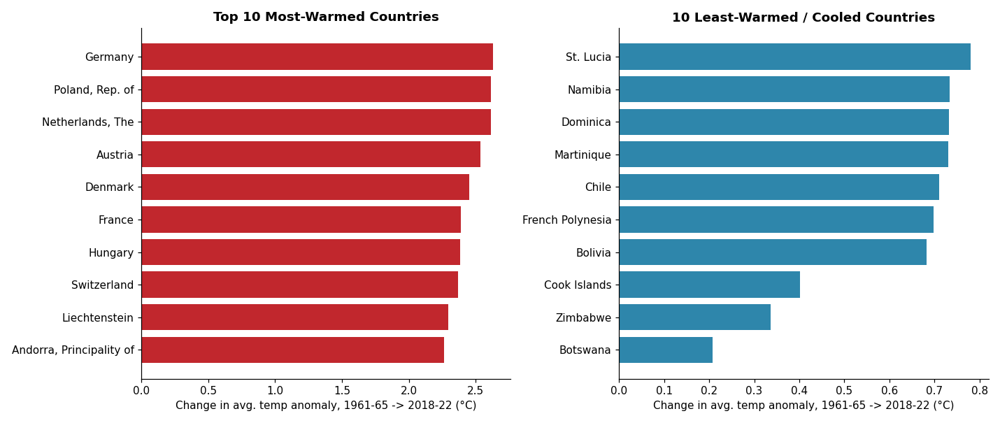 Top 10 Most-Warmed Countries
Germany
Poland, Rep. of
Netherlands, The
Austria
Denmark
France
Hungary
Switzerland
Liechtenstein
Andorra, Principality of
0.0 0.5 1.0 1.5 2.0 2.5
Change in avg. temp anomaly, 1961-65 -> 2018-22 (°C)
10 Least-Warmed / Cooled Countries
St. Lucia
Namibia
Dominica
Martinique
Chile
French Polynesia
Bolivia
Cook Islands
Zimbabwe
Botswana
0.0 0.1 0.2 0.3 0.4 0.5 0.6 0.7 0.8
Change in avg. temp anomaly, 1961-65 -> 2018-22 (°C)